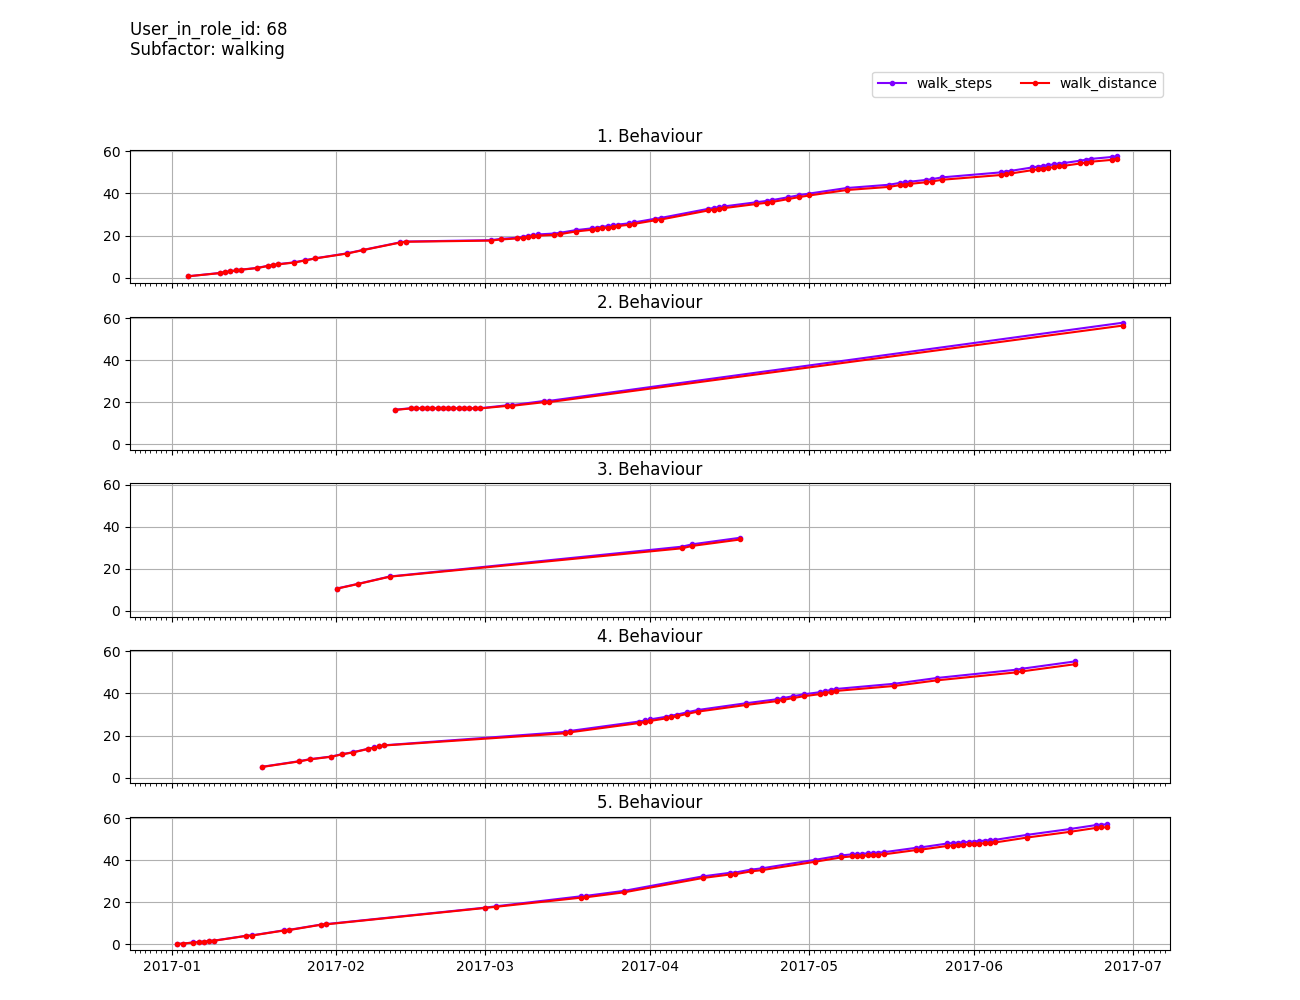 User_in_role_id: 68
Subfactor: walking
walk_steps walk_distance
1. Behaviour
60
40
20
0
2. Behaviour
60
40
20
0
3. Behaviour
60
40
20
0
4. Behaviour
60
40
20
0
5. Behaviour
60
40
20
0
2017-01 2017-02 2017-03 2017-04 2017-05 2017-06 2017-07